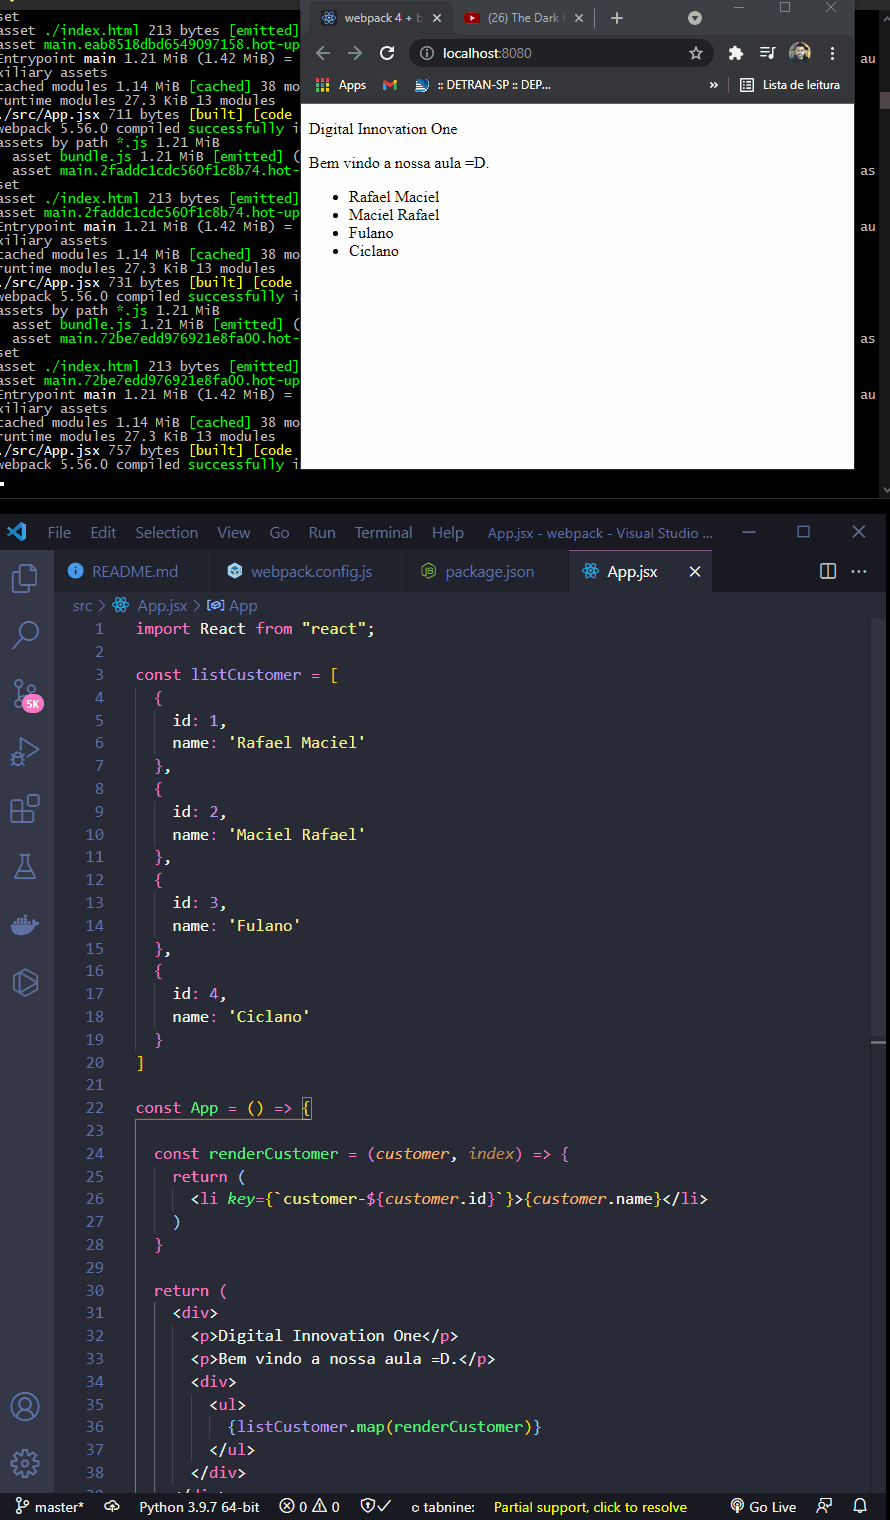 set
asset ./index.html 213 bytes [emitted]
asset main.eab8518dbd6549097158.hot-up
Entrypoint main 1.21 MiB (1.42 MiB) = au
xiliary assets
cached modules 1.14 MiB [cached] 38 mo
runtime modules 27.3 KiB 13 modules
./src/App.jsx 711 bytes [built] [code
webpack 5.56.0 compiled successfully i
assets by path *.js 1.21 MiB
asset bundle.js 1.21 MiB [emitted] (
asset main.2faddc1cdc560f1c8b74.hot- as
set
asset ./index.html 213 bytes [emitted]
asset main.2faddc1cdc560f1c8b74.hot-up
Entrypoint main 1.21 MiB (1.42 MiB) = au
xiliary assets
cached modules 1.14 MiB [cached] 38 mo
runtime modules 27.3 KiB 13 modules
./src/App.jsx 731 bytes [built] [code
webpack 5.56.0 compiled successfully i
assets by path *.js 1.21 MiB
asset bundle.js 1.21 MiB [emitted] (
asset main.72be7edd976921e8fa00.hot- as
set
asset ./index.html 213 bytes [emitted]
asset main.72be7edd976921e8fa00.hot-up
Entrypoint main 1.21 MiB (1.42 MiB) = au
xiliary assets
cached modules 1.14 MiB [cached] 38 mo
runtime modules 27.3 KiB 13 modules
./src/App.jsx 757 bytes [built] [code
webpack 5.56.0 compiled successfully i
webpack 4 + b (26) The Dark
localhost:8080
Apps :: DETRAN-SP :: DEP... » Lista de leitura
Digital Innovation One
Bem vindo a nossa aula =D.
• Rafael Maciel
• Maciel Rafael
• Fulano
• Ciclano
File Edit Selection View Go Run Terminal Help App.jsx - webpack - Visual Studio ...
README.md webpack.config.js package.json App.jsx
src > App.jsx > App
5K
1 import React from "react";
2
3 const listCustomer = [
4 {
5 id: 1,
6 name: 'Rafael Maciel'
7 },
8 {
9 id: 2,
10 name: 'Maciel Rafael'
11 },
12 {
13 id: 3,
14 name: 'Fulano'
15 },
16 {
17 id: 4,
18 name: 'Ciclano'
19 }
20 ]
21
22 const App = () => {
23
24 const renderCustomer = (customer, index) => {
25 return (
26 <li key={`customer-${customer.id}`}>{customer.name}</li>
27 )
28 }
29
30 return (
31 <div>
32 <p>Digital Innovation One</p>
33 <p>Bem vindo a nossa aula =D.</p>
34 <div>
35 <ul>
36 {listCustomer.map(renderCustomer)}
37 </ul>
38 </div>
master* Python 3.9.7 64-bit 0 0 tabnine: Partial support, click to resolve Go Live